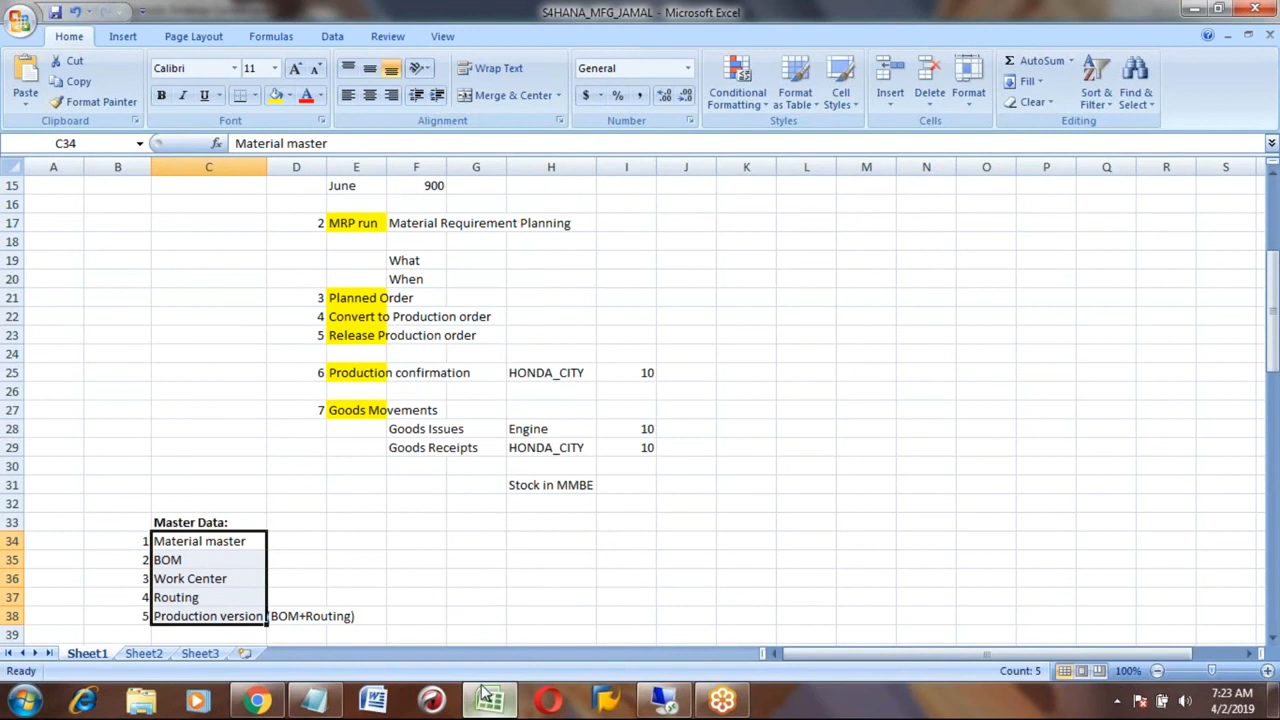 S4HANA_MFG_JAMAL - Microsoft Excel
Home Insert Page Layout Formulas Data Review View
Paste
Cut
Copy
Format Painter
Clipboard
Calibri 11
B I U
Font
Wrap Text
Merge & Center
Alignment
General
$ % ,
Number
Conditional Formatting
Format as Table
Cell Styles
Styles
Insert Delete Format
Cells
AutoSum
Fill
Clear
Sort & Filter
Find & Select
Editing
C34 fx Material master
A B C D E F G H I J K L M N O P Q R S
15 June 900
16
17 2 MRP run Material Requirement Planning
18
19 What
20 When
21 3 Planned Order
22 4 Convert to Production order
23 5 Release Production order
24
25 6 Production confirmation HONDA_CITY 10
26
27 7 Goods Movements
28 Goods Issues Engine 10
29 Goods Receipts HONDA_CITY 10
30
31 Stock in MMBE
32
33 Master Data:
34 1 Material master
35 2 BOM
36 3 Work Center
37 4 Routing
38 5 Production version (BOM+Routing)
39
Sheet1 Sheet2 Sheet3
Ready Count: 5 100%
7:23 AM
4/2/2019